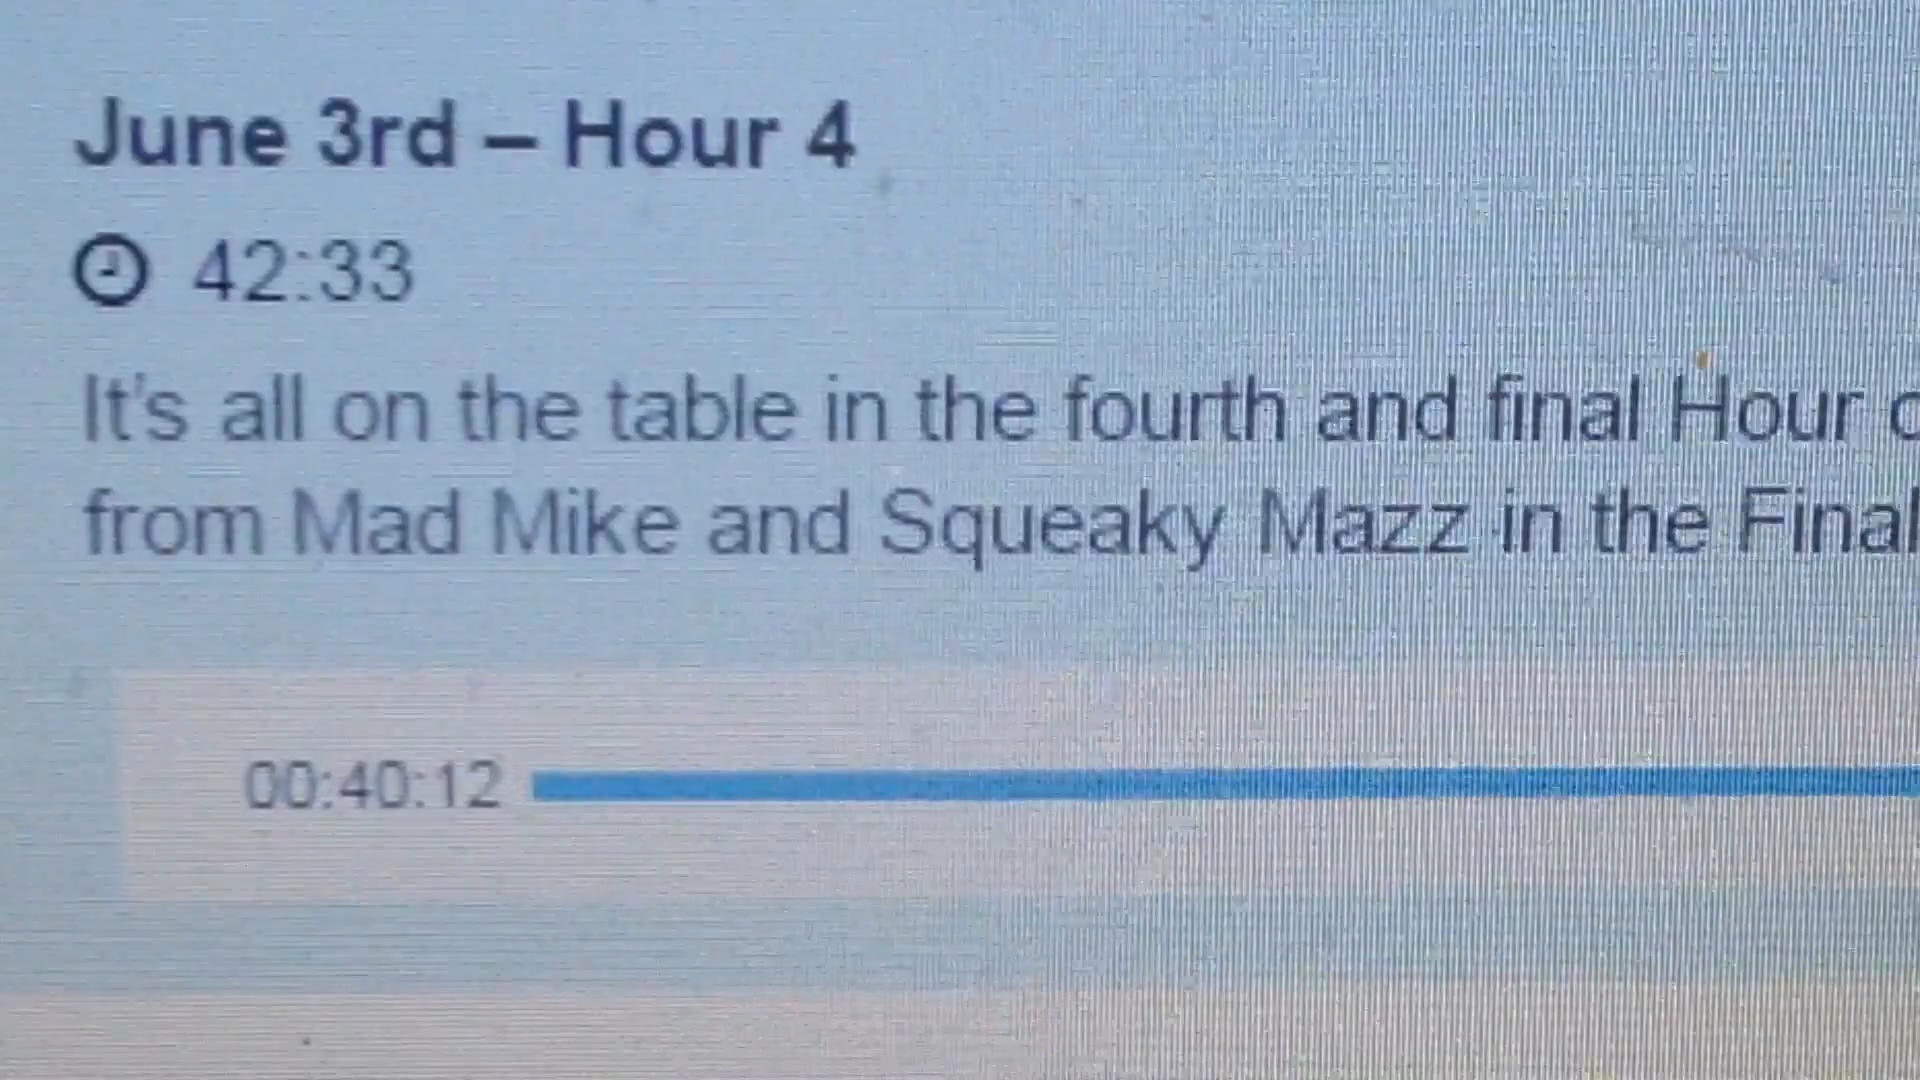 June 3rd – Hour 4
42:33
It's all on the table in the fourth and final Hour
from Mad Mike and Squeaky Mazz in the Final
00:40:12